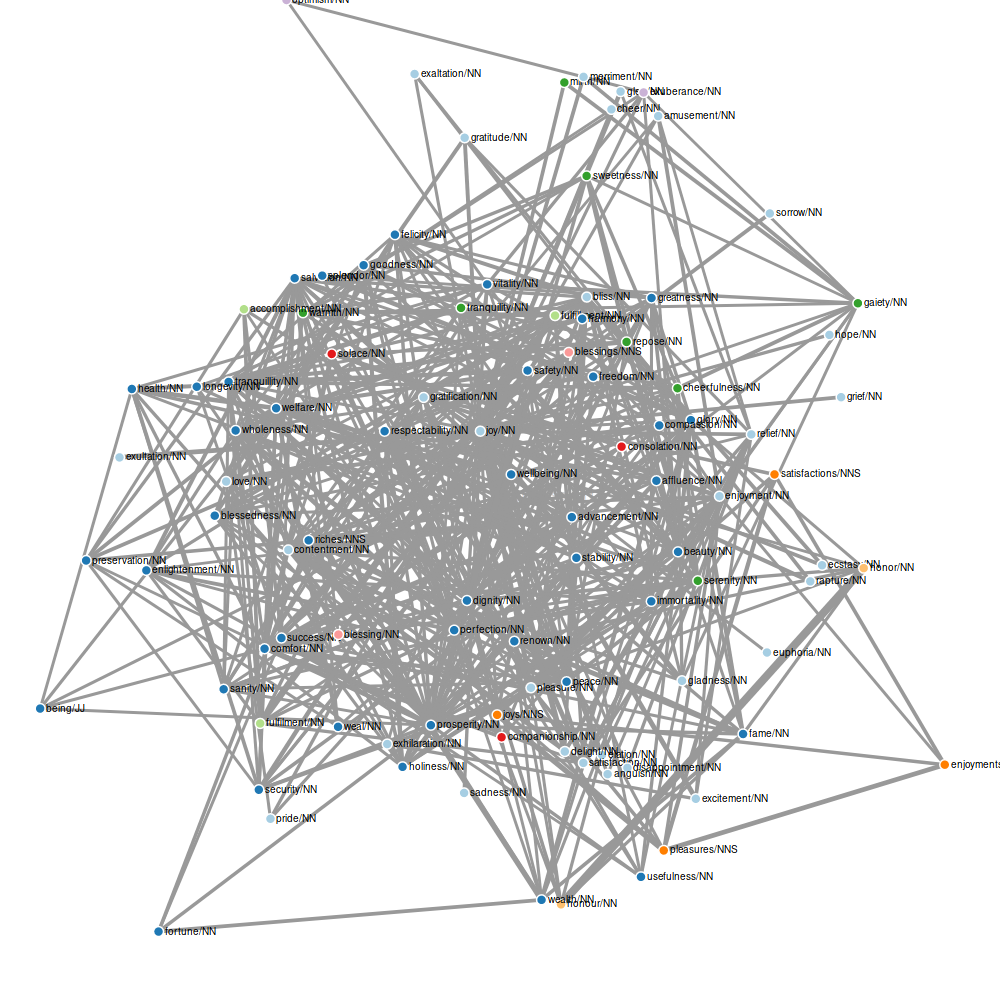 optimism/NN
exaltation/NN
merriment/NN
mirth/NN
exuberance/NN
cheer/NN
amusement/NN
gratitude/NN
sweetness/NN
sorrow/NN
felicity/NN
goodness/NN
splendor/NN
vitality/NN
bliss/NN
greatness/NN
gaiety/NN
accomplishment/NN
warmth/NN
tranquility/NN
fulfillment/NN
harmony/NN
hope/NN
repose/NN
solace/NN
blessings/NNS
safety/NN
freedom/NN
health/NN
longevity/NN
tranquillity/NN
cheerfulness/NN
gratification/NN
grief/NN
welfare/NN
glory/NN
compassion/NN
wholeness/NN
respectability/NN
joy/NN
relief/NN
consolation/NN
exultation/NN
wellbeing/NN
satisfactions/NNS
love/NN
affluence/NN
enjoyment/NN
blessedness/NN
advancement/NN
riches/NNS
contentment/NN
beauty/NN
preservation/NN
enlightenment/NN
stability/NN
ecstasy/NN
honor/NN
serenity/NN
rapture/NN
dignity/NN
immortality/NN
perfection/NN
success/NN
blessing/NN
renown/NN
comfort/NN
euphoria/NN
sanity/NN
peace/NN
pleasure/NN
gladness/NN
being/JJ
joys/NNS
fulfilment/NN
weal/NN
prosperity/NN
companionship/NN
fame/NN
exhilaration/NN
delight/NN
elation/NN
satisfaction/NN
holiness/NN
disappointment/NN
anguish/NN
enjoyments
security/NN
sadness/NN
excitement/NN
pride/NN
pleasures/NNS
usefulness/NN
wealth/NN
honour/NN
fortune/NN